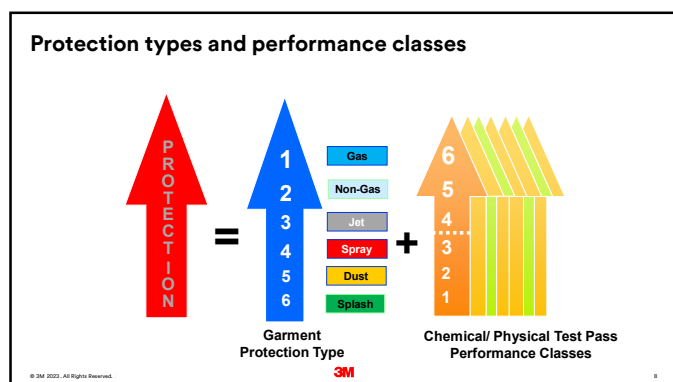 Protection types and performance classes
PROTECTION
=
1
2
3
4
5
6
Gas
Non-Gas
Jet
Spray
Dust
Splash
Garment
Protection Type
+
6
5
4
3
2
1
Chemical/ Physical Test Pass
Performance Classes
© 3M 2023. All Rights Reserved.
3M
8